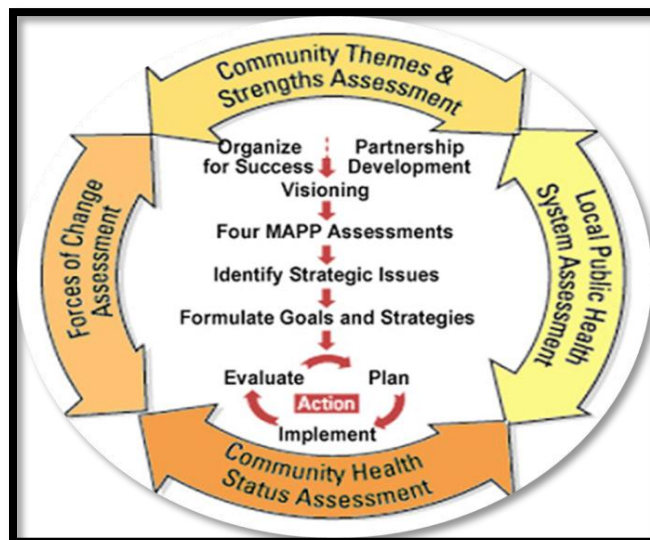 Community Themes &
Strengths Assessment
Organize
for Success
Partnership
Development
Visioning
Four MAPP Assessments
Identify Strategic Issues
Formulate Goals and Strategies
Evaluate
Plan
Action
Implement
Forces of Change
Assessment
Local Public Health
System Assessment
Community Health
Status Assessment